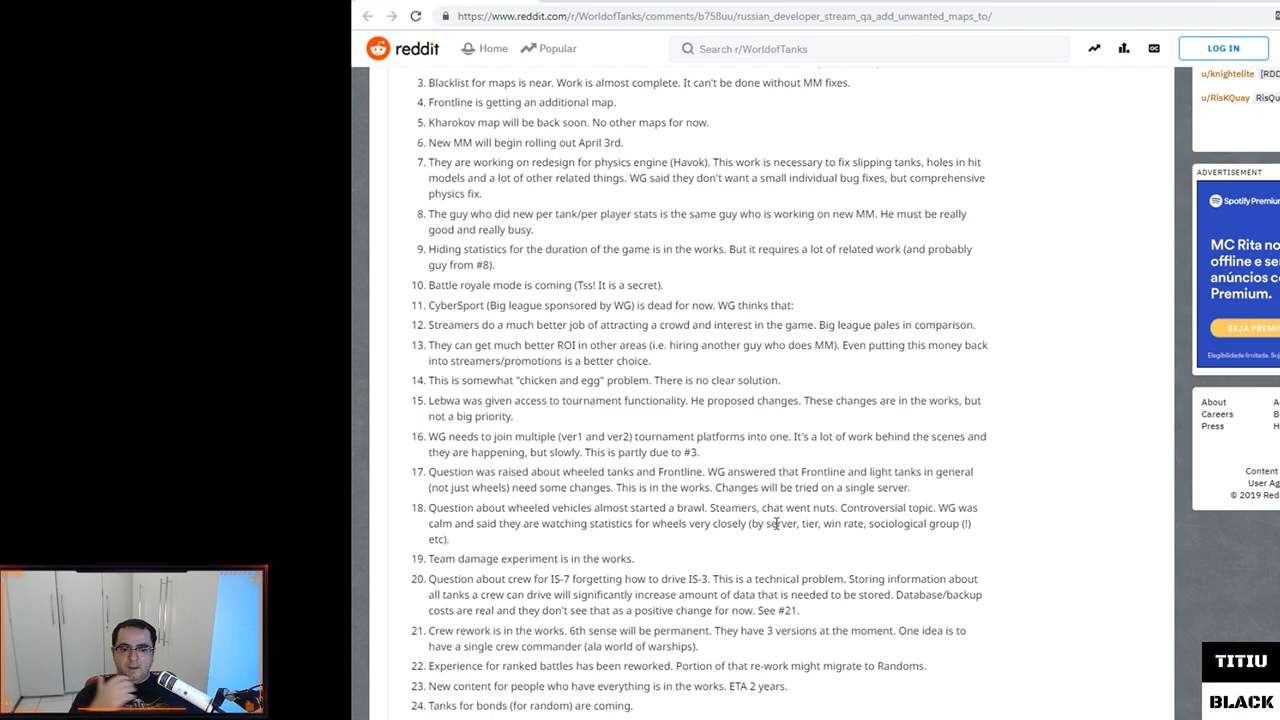 https://www.reddit.com/r/WorldofTanks/comments/b758uu/russian_developer_stream_qa_add_unwanted_maps_to/
reddit Home Popular Search r/WorldofTanks LOG IN
3. Blacklist for maps is near. Work is almost complete. It can't be done without MM fixes.
4. Frontline is getting an additional map.
5. Kharokov map will be back soon. No other maps for now.
6. New MM will begin rolling out April 3rd.
7. They are working on redesign for physics engine (Havok). This work is necessary to fix slipping tanks, holes in hit
models and a lot of other related things. WG said they don't want a small individual bug fixes, but comprehensive
physics fix.
8. The guy who did new per tank/per player stats is the same guy who is working on new MM. He must be really
good and really busy.
9. Hiding statistics for the duration of the game is in the works. But it requires a lot of related work (and probably
guy from #8).
10. Battle royale mode is coming (Tss! It is a secret).
11. CyberSport (Big league sponsored by WG) is dead for now. WG thinks that:
12. Streamers do a much better job of attracting a crowd and interest in the game. Big league pales in comparison.
13. They can get much better ROI in other areas (i.e. hiring another guy who does MM). Even putting this money back
into streamers/promotions is a better choice.
14. This is somewhat "chicken and egg" problem. There is no clear solution.
15. Lebwa was given access to tournament functionality. He proposed changes. These changes are in the works, but
not a big priority.
16. WG needs to join multiple (ver1 and ver2) tournament platforms into one. It's a lot of work behind the scenes and
they are happening, but slowly. This is partly due to #3.
17. Question was raised about wheeled tanks and Frontline. WG answered that Frontline and light tanks in general
(not just wheels) need some changes. This is in the works. Changes will be tried on a single server.
18. Question about wheeled vehicles almost started a brawl. Steamers, chat went nuts. Controversial topic. WG was
calm and said they are watching statistics for wheels very closely (by server, tier, win rate, sociological group (!)
etc).
19. Team damage experiment is in the works.
20. Question about crew for IS-7 forgetting how to drive IS-3. This is a technical problem. Storing information about
all tanks a crew can drive will significantly increase amount of data that is needed to be stored. Database/backup
costs are real and they don't see that as a positive change for now. See #21.
21. Crew rework is in the works. 6th sense will be permanent. They have 3 versions at the moment. One idea is to
have a single crew commander (ala world of warships).
22. Experience for ranked battles has been reworked. Portion of that re-work might migrate to Randoms.
23. New content for people who have everything is in the works. ETA 2 years.
24. Tanks for bonds (for random) are coming.
u/knightelite [RDD
u/RisKQuay RisQu
ADVERTISEMENT
Spotify Premium
MC Rita no
offline e se
anúncios c
Premium.
SEJA PREMI
Elegibilidade limitada.
About A
Careers B
Press H
Content
User Ag
© 2019 Redd
TITIU
BLACK